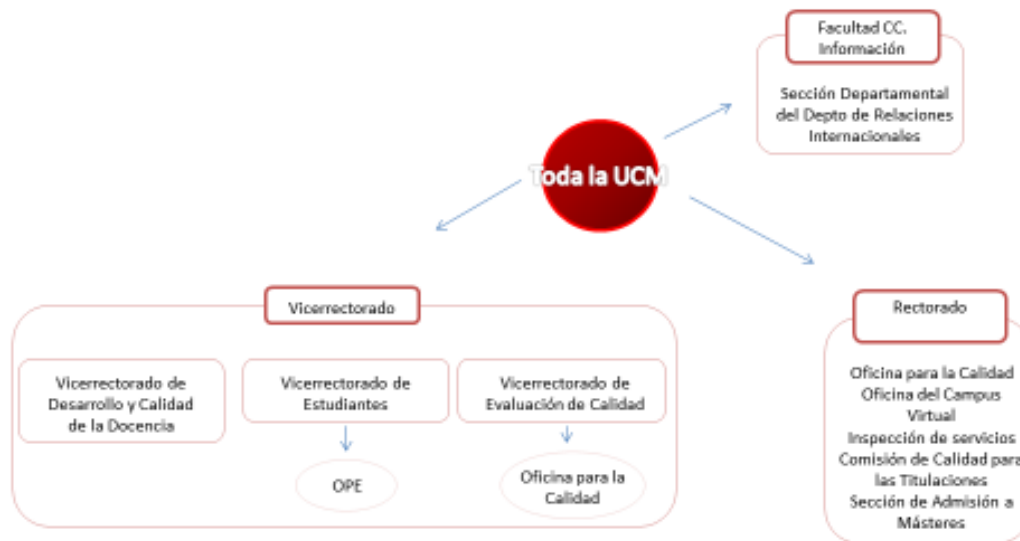 Facultad CC.
Información
Sección Departamental
del Depto de Relaciones
Internacionales
Toda la UCM
Vicerrectorado
Vicerrectorado de
Desarrollo y Calidad
de la Docencia
Vicerrectorado de
Estudiantes
OPE
Vicerrectorado de
Evaluación de Calidad
Oficina para la
Calidad
Rectorado
Oficina para la Calidad
Oficina del Campus
Virtual
Inspección de servicios
Comisión de Calidad para
las Titulaciones
Sección de Admisión a
Másteres